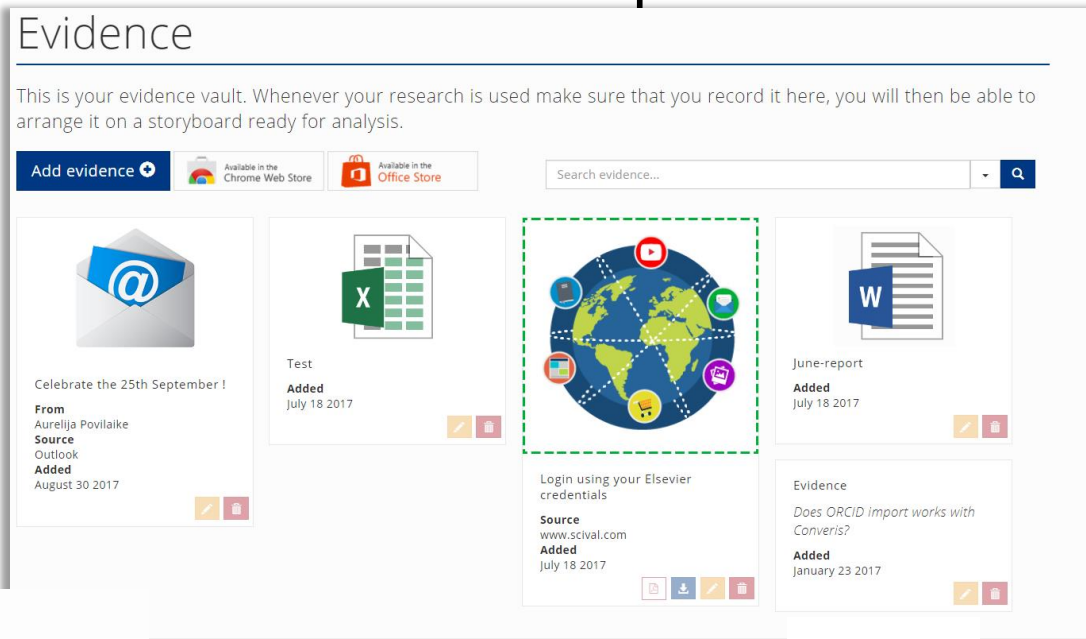 Evidence
This is your evidence vault. Whenever your research is used make sure that you record it here, you will then be able to
arrange it on a storyboard ready for analysis.
Add evidence
Available in the
Chrome Web Store
Available in the
Office Store
Search evidence...
@
Celebrate the 25th September !
From
Aurelija Povilaike
Source
Outlook
Added
August 30 2017
X
Test
Added
July 18 2017
Login using your Elsevier
credentials
Source
www.scival.com
Added
July 18 2017
W
June-report
Added
July 18 2017
Evidence
Does ORCID import works with
Converis?
Added
January 23 2017